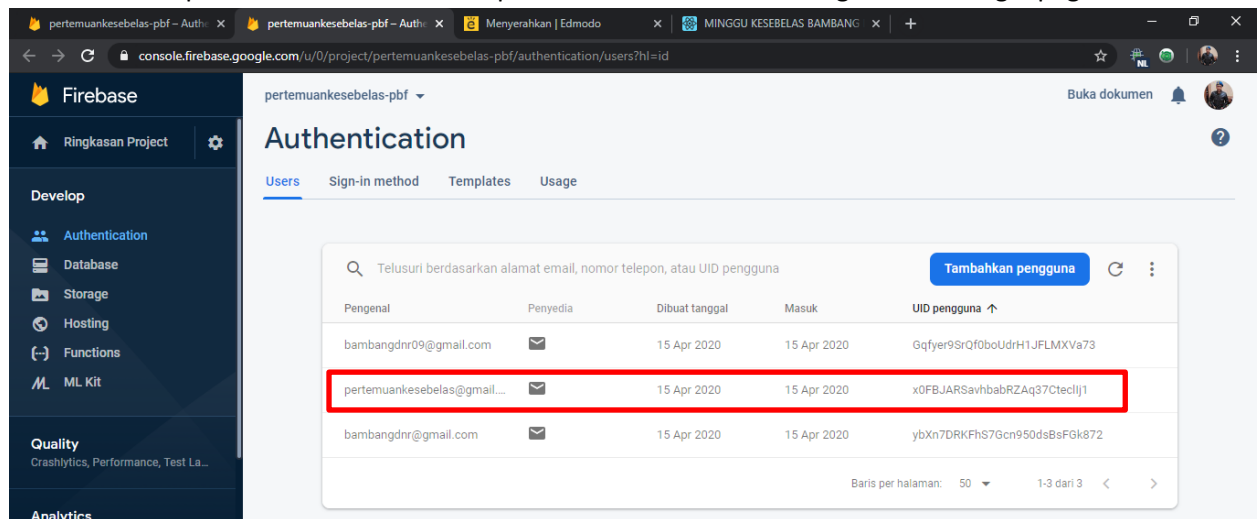 pertemuankesebelas-pbf – Authe
pertemuankesebelas-pbf – Authe
Menyerahkan | Edmodo
MINGGU KESEBELAS BAMBANG
console.firebase.google.com/u/0/project/pertemuankesebelas-pbf/authentication/users?hl=id
NL
Firebase
pertemuankesebelas-pbf
Buka dokumen
Ringkasan Project
Authentication
Users Sign-in method Templates Usage
Develop
Authentication
Database
Storage
Hosting
Functions
ML Kit
Quality
Crashlytics, Performance, Test La...
Analytics
Telusuri berdasarkan alamat email, nomor telepon, atau UID pengguna
Tambahkan pengguna
Pengenal Penyedia Dibuat tanggal Masuk UID pengguna
bambangdnr09@gmail.com 15 Apr 2020 15 Apr 2020 Gqfyer9SrQf0boUdrH1JFLMXVa73
pertemuankesebelas@gmail.... 15 Apr 2020 15 Apr 2020 x0FBJARSavhbabRZAq37CteclIj1
bambangdnr@gmail.com 15 Apr 2020 15 Apr 2020 ybXn7DRKFhS7Gcn950dsBsFGk872
Baris per halaman: 50 1-3 dari 3